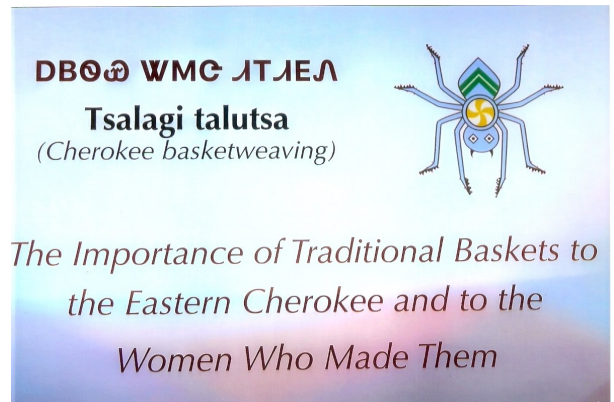 ᎠᏴᏫᏯ ᏔᎷᏣ ᏗᎢᏗᎬᏁ
Tsalagi talutsa
(Cherokee basketweaving)
The Importance of Traditional Baskets to
the Eastern Cherokee and to the
Women Who Made Them